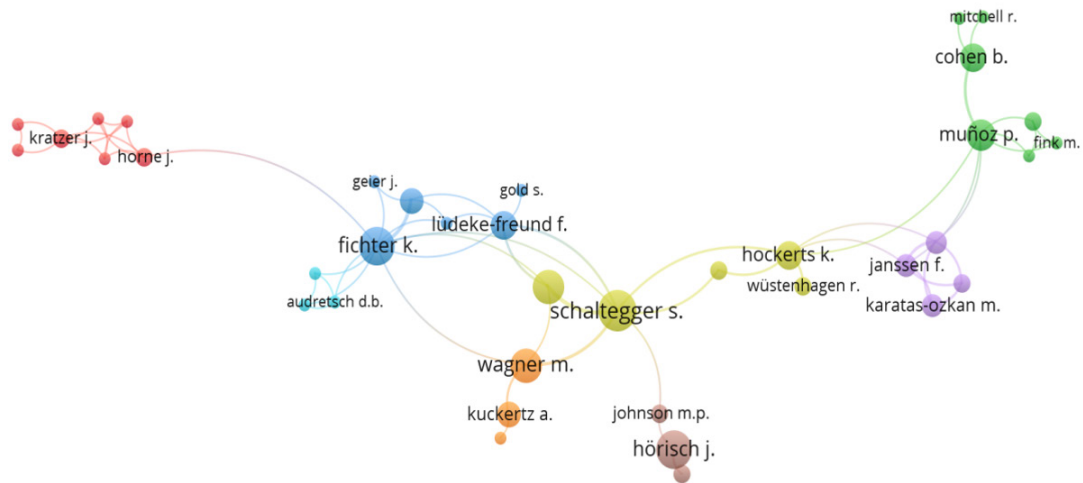 mitchell r.
cohen b.
muñoz p.
fink m.
kratzer j.
horne j.
geier j.
gold s.
lüdeke-freund f.
fichter k.
hockerts k.
janssen f.
wüstenhagen r.
karatas-ozkan m.
audretsch d.b.
schaltegger s.
wagner m.
kuckertz a.
johnson m.p.
hörisch j.